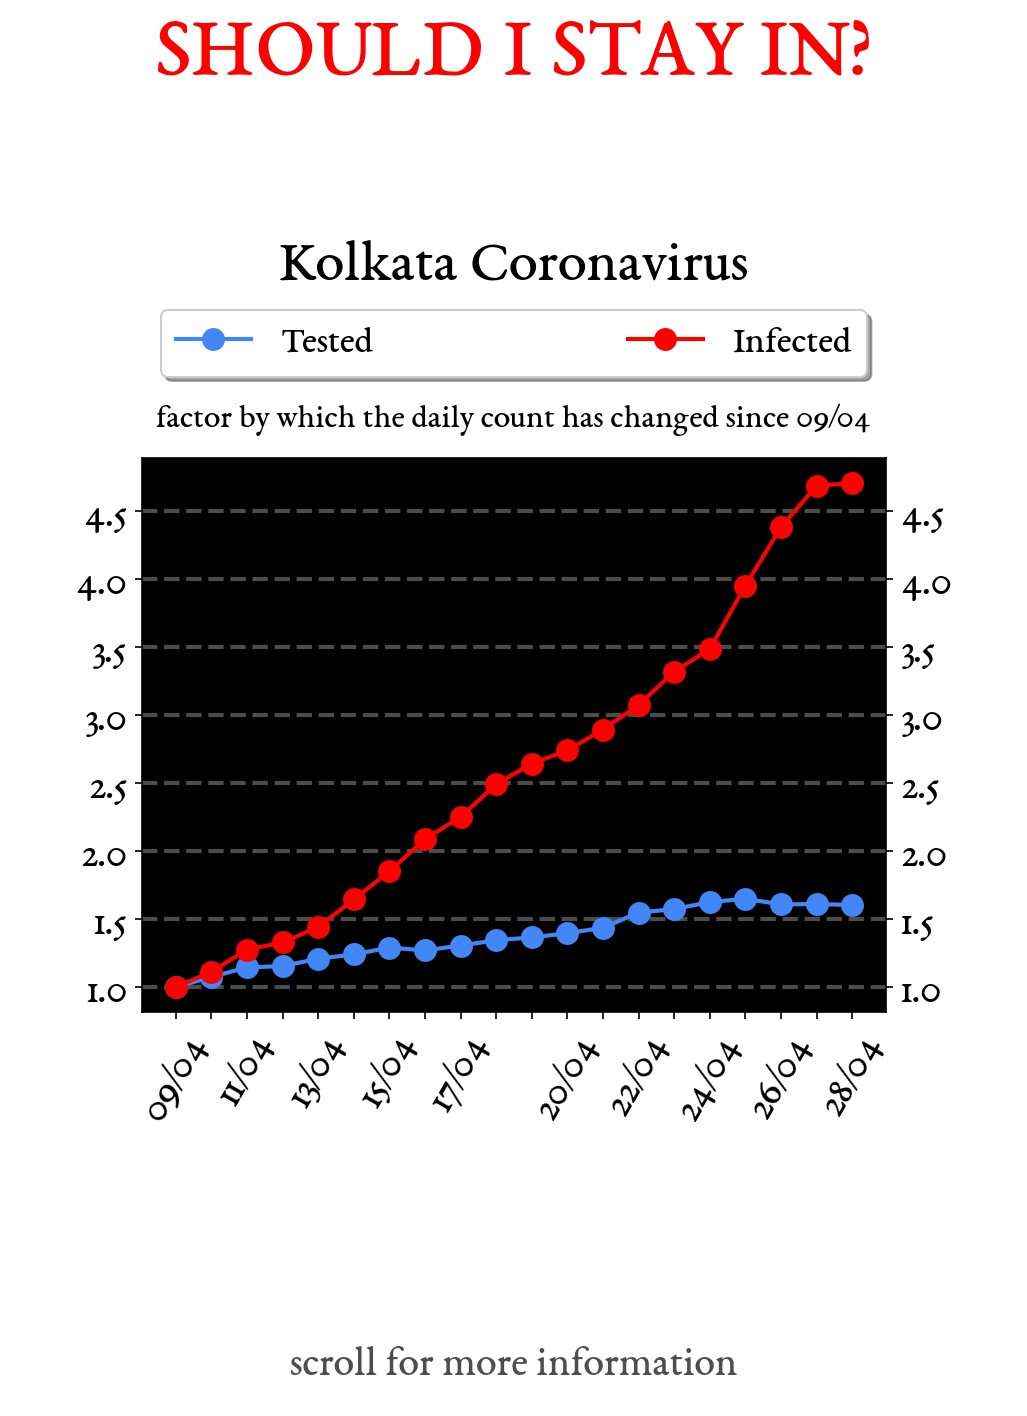 SHOULD I STAY IN?
Kolkata Coronavirus
Tested Infected
factor by which the daily count has changed since 09/04
4.5 4.5
4.0 4.0
3.5 3.5
3.0 3.0
2.5 2.5
2.0 2.0
1.5 1.5
1.0 1.0
09/04 11/04 13/04 15/04 17/04 20/04 22/04 24/04 26/04 28/04
scroll for more information